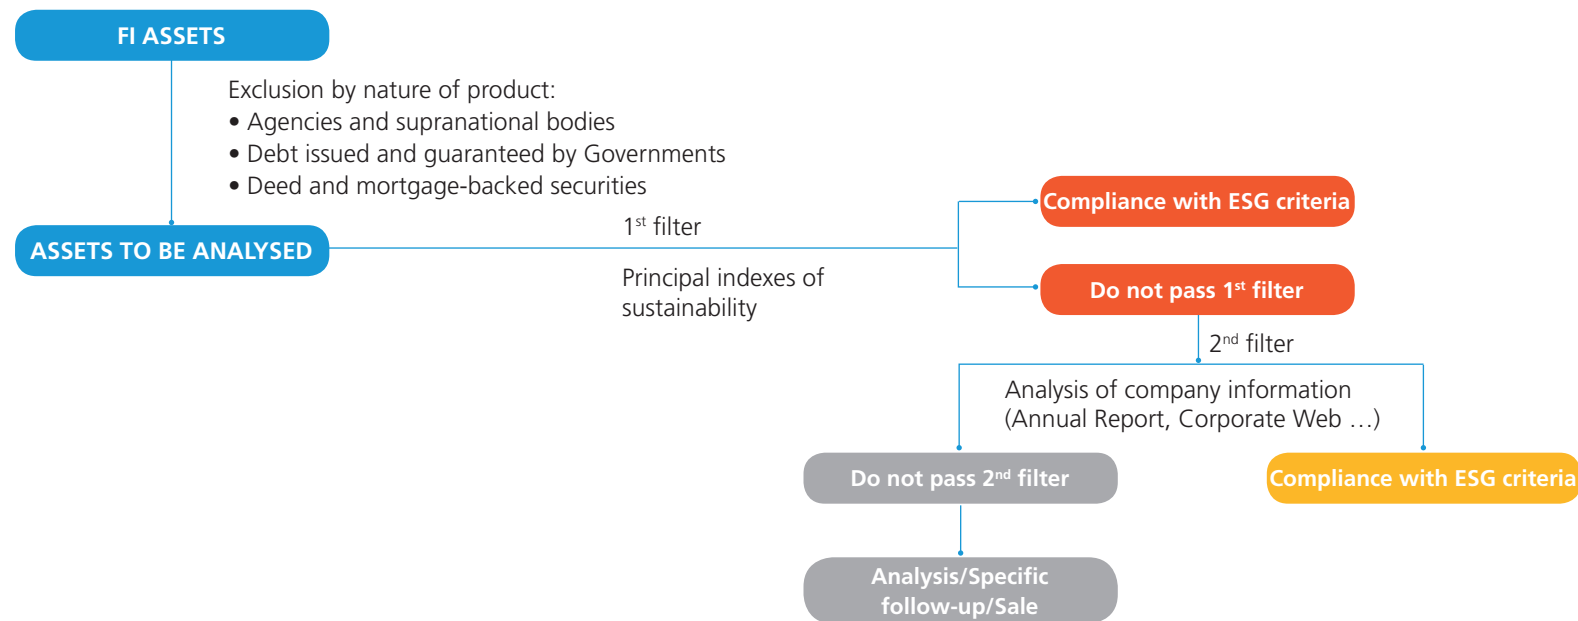 FI ASSETS
Exclusion by nature of product:
• Agencies and supranational bodies
• Debt issued and guaranteed by Governments
• Deed and mortgage-backed securities
ASSETS TO BE ANALYSED
1st filter
Principal indexes of
sustainability
Compliance with ESG criteria
Do not pass 1st filter
2nd filter
Analysis of company information
(Annual Report, Corporate Web …)
Do not pass 2nd filter
Compliance with ESG criteria
Analysis/Specific
follow-up/Sale